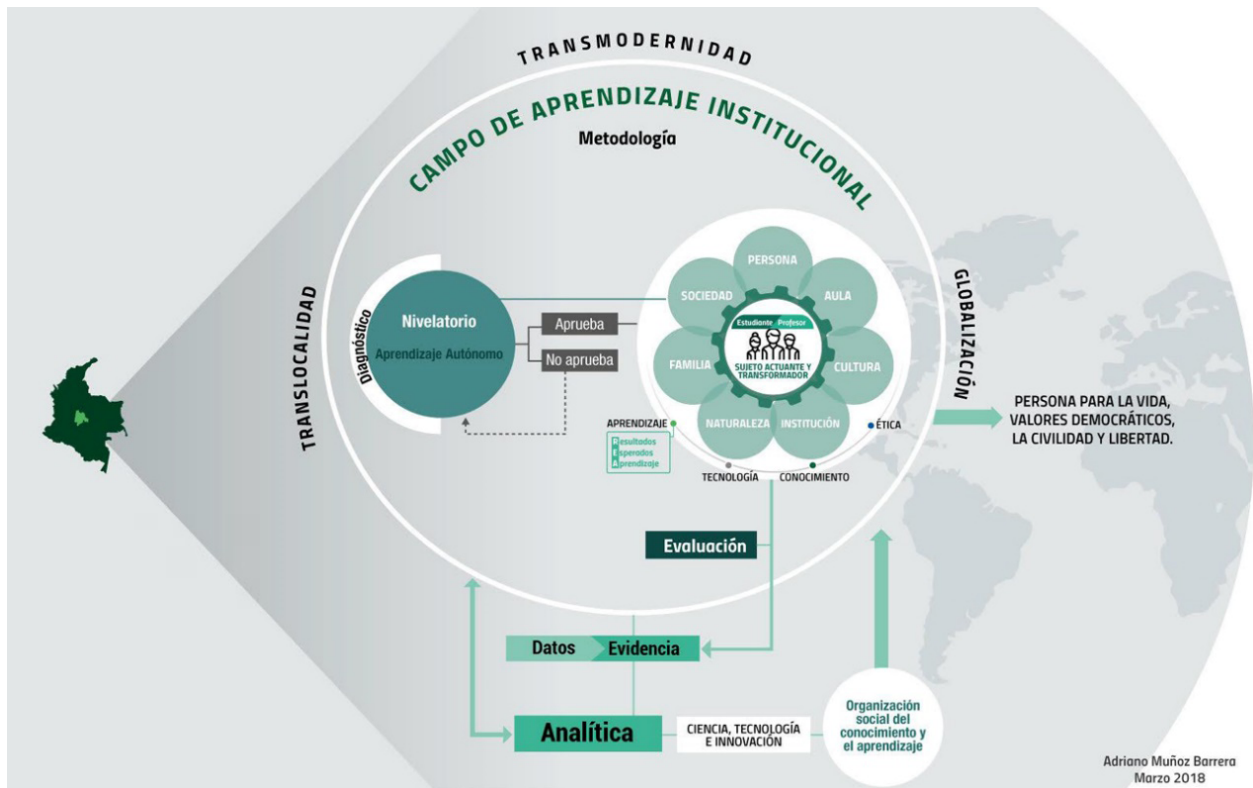 TRANSMODERNIDAD
CAMPO DE APRENDIZAJE INSTITUCIONAL
Metodología
TRANSLOCALIDAD
GLOBALIZACIÓN
Diagnóstico
Nivelatorio
Aprendizaje Autónomo
Aprueba
No aprueba
PERSONA
SOCIEDAD
AULA
FAMILIA
CULTURA
NATURALEZA
INSTITUCIÓN
Estudiante Profesor
SUJETO ACTUANTE Y
TRANSFORMADOR
APRENDIZAJE
Resultados
Esperados
Aprendizaje
TECNOLOGÍA
CONOCIMIENTO
ÉTICA
PERSONA PARA LA VIDA,
VALORES DEMOCRÁTICOS,
LA CIVILIDAD Y LIBERTAD.
Evaluación
Datos
Evidencia
Analítica
CIENCIA, TECNOLOGÍA
E INNOVACIÓN
Organización
social del
conocimiento y
el aprendizaje
Adriano Muñoz Barrera
Marzo 2018